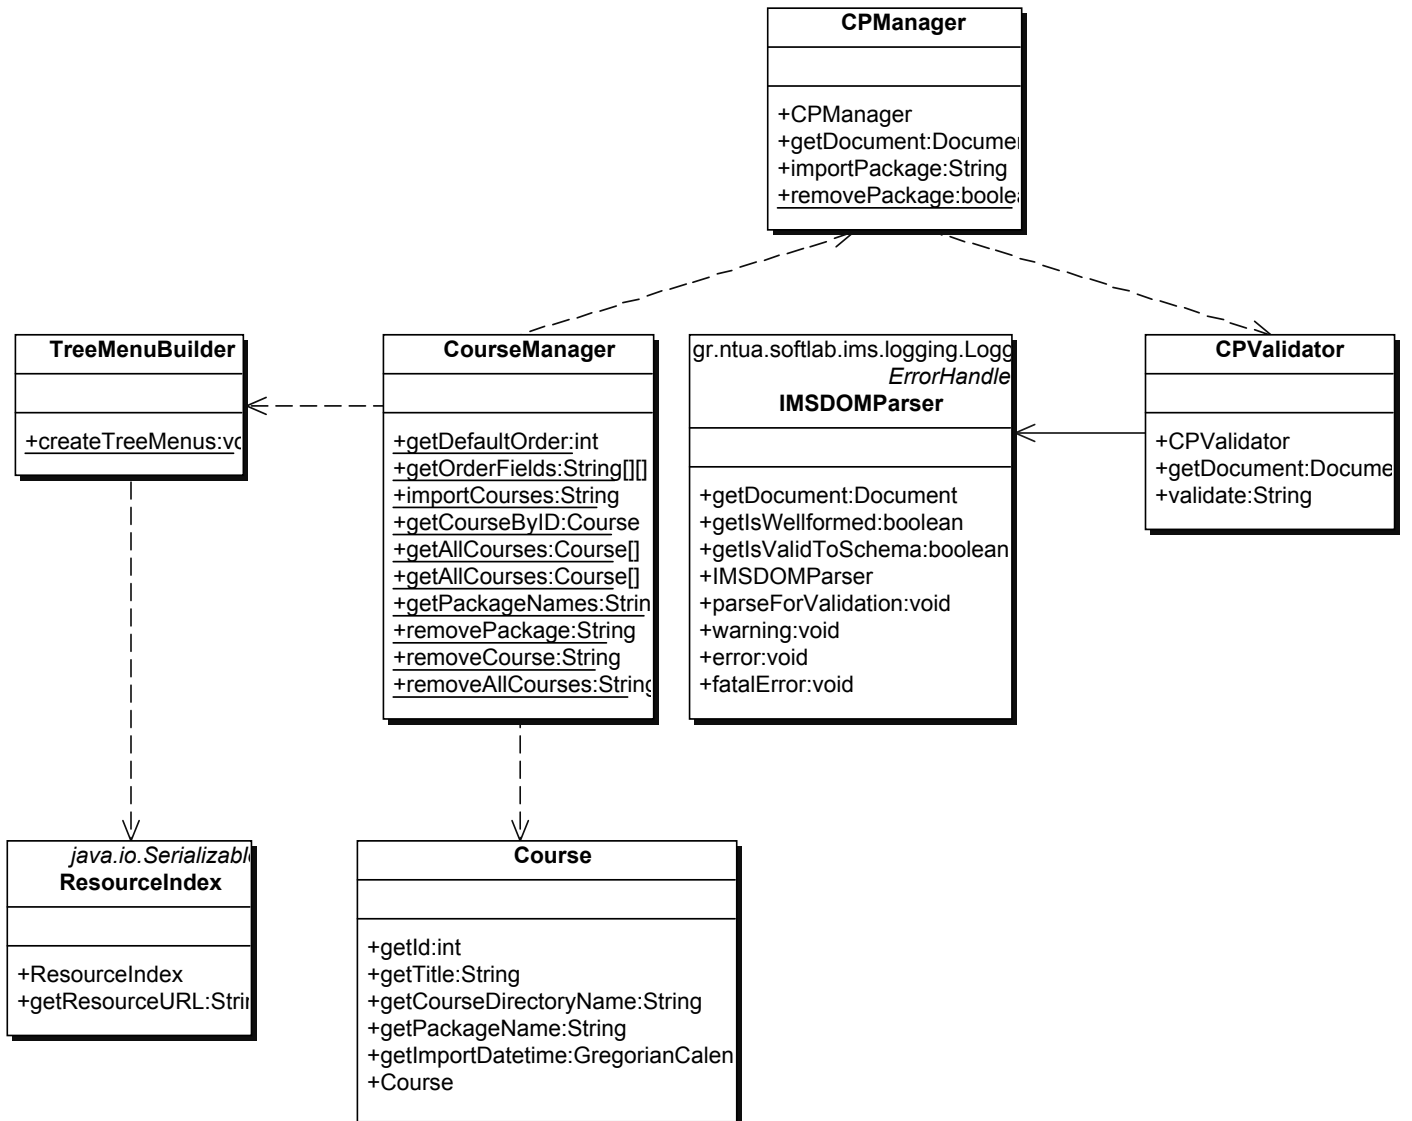 CPManager
+CPManager
+getDocument:Docume
+importPackage:String
+removePackage:boolea
TreeMenuBuilder
+createTreeMenus:vo
CourseManager
+getDefaultOrder:int
+getOrderFields:String[][]
+importCourses:String
+getCourseByID:Course
+getAllCourses:Course[]
+getAllCourses:Course[]
+getPackageNames:Strin
+removePackage:String
+removeCourse:String
+removeAllCourses:String
gr.ntua.softlab.ims.logging.Logg
ErrorHandle
IMSDOMParser
+getDocument:Document
+getIsWellformed:boolean
+getIsValidToSchema:boolean
+IMSDOMParser
+parseForValidation:void
+warning:void
+error:void
+fatalError:void
CPValidator
+CPValidator
+getDocument:Docume
+validate:String
java.io.Serializabl
ResourceIndex
+ResourceIndex
+getResourceURL:Strin
Course
+getId:int
+getTitle:String
+getCourseDirectoryName:String
+getPackageName:String
+getImportDatetime:GregorianCalen
+Course